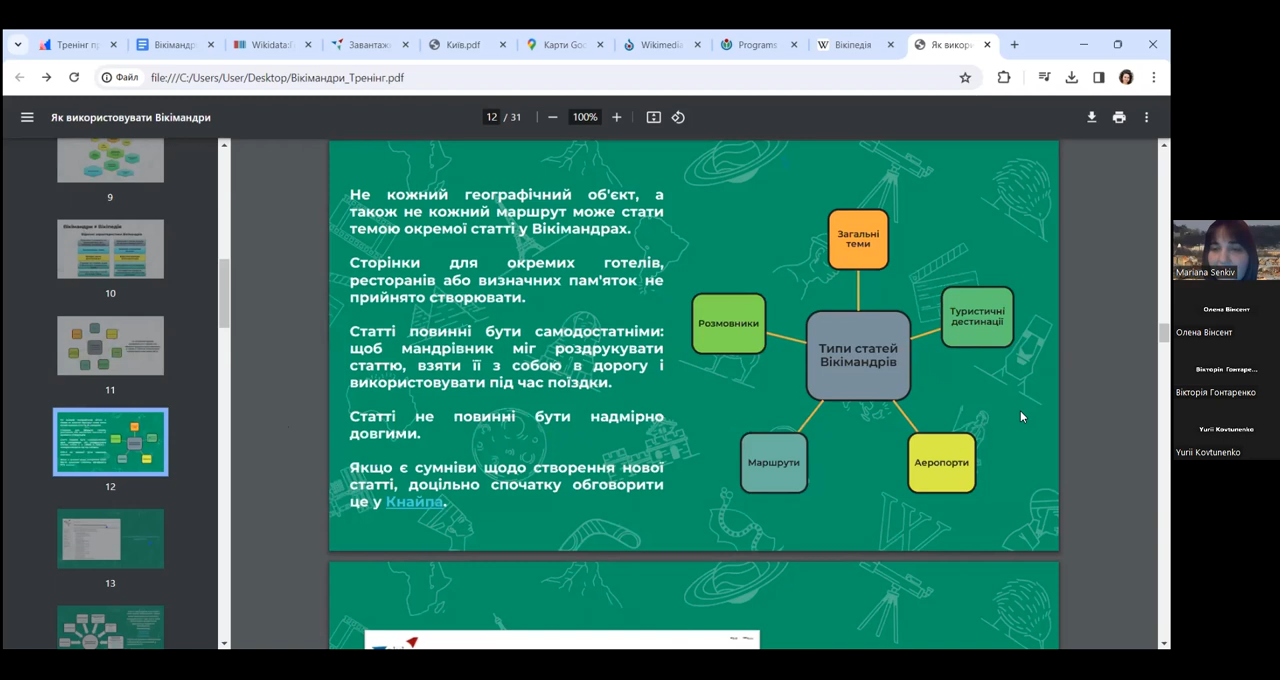 Тренінг п
Вікіманд
Wikidata:
Завантаж
Київ.pdf
Карти Go
Wikimedi
Programs
Вікіпедія
Як викор
Файл
file:///C:/Users/User/Desktop/Вікімандри_Тренінг.pdf
Як використовувати Вікімандри
12 / 31
100%
9
10
11
12
13
Не кожний географічний об'єкт, а
також не кожний маршрут може стати
темою окремої статті у Вікімандрах.
Сторінки для окремих готелів,
ресторанів або визначних пам'яток не
прийнято створювати.
Статті повинні бути самодостатніми:
щоб мандрівник міг роздрукувати
статтю, взяти її з собою в дорогу і
використовувати під час поїздки.
Статті не повинні бути надмірно
довгими.
Якщо є сумніви щодо створення нової
статті, доцільно спочатку обговорити
це у Кнайпа.
Загальні
теми
Розмовники
Туристичні
дестинації
Типи статей
Вікімандрів
Маршрути
Аеропорти
Mariana Senkiv
Олена Вінсент
Олена Вінсент
Вікторія Гонтаре...
Вікторія Гонтаренко
Yurii Kovtunenko
Yurii Kovtunenko